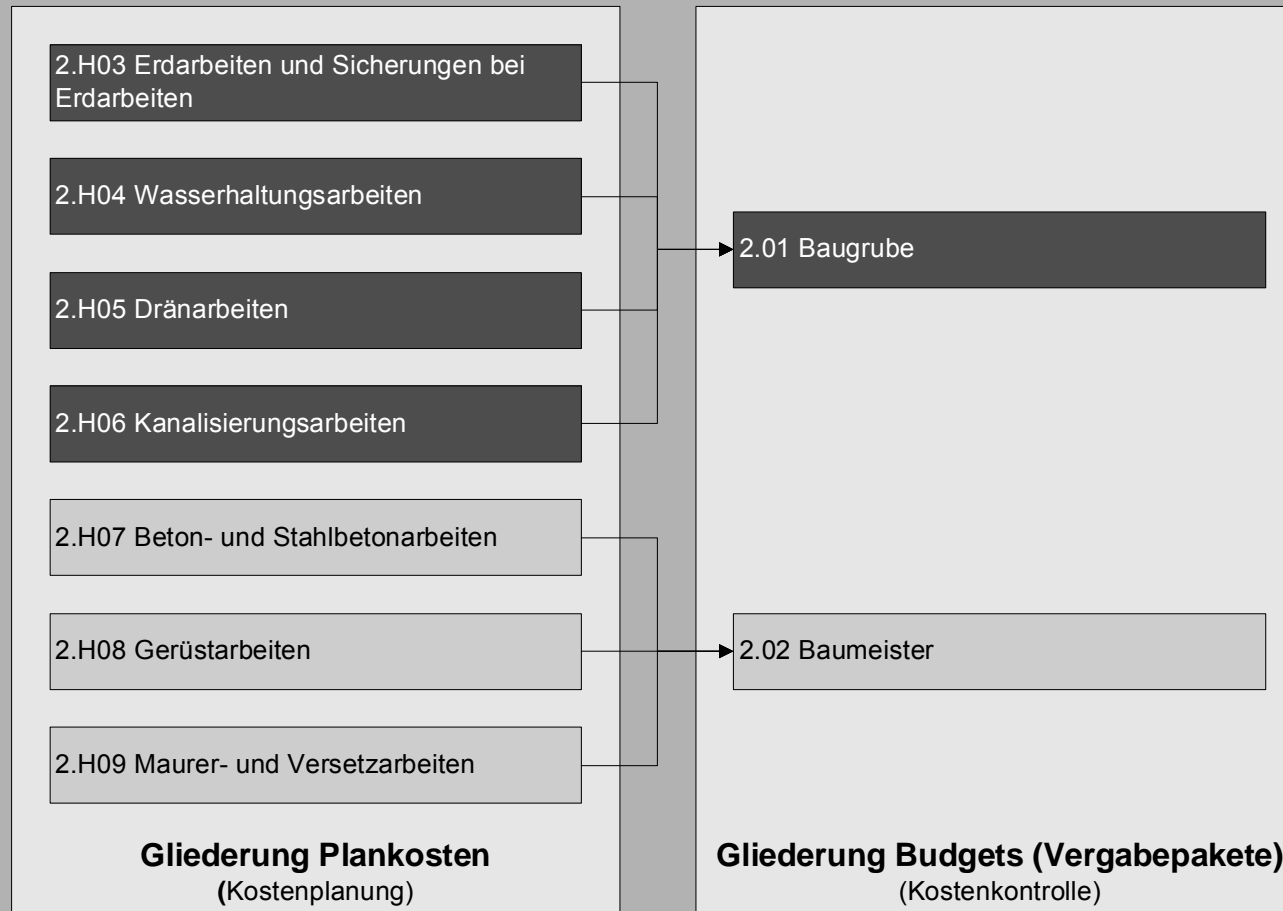 2.H03 Erdarbeiten und Sicherungen bei
Erdarbeiten
2.H04 Wasserhaltungsarbeiten
2.H05 Dränarbeiten
2.H06 Kanalisierungsarbeiten
2.H07 Beton- und Stahlbetonarbeiten
2.H08 Gerüstarbeiten
2.H09 Maurer- und Versetzarbeiten
Gliederung Plankosten
(Kostenplanung)
2.01 Baugrube
2.02 Baumeister
Gliederung Budgets (Vergabepakete)
(Kostenkontrolle)